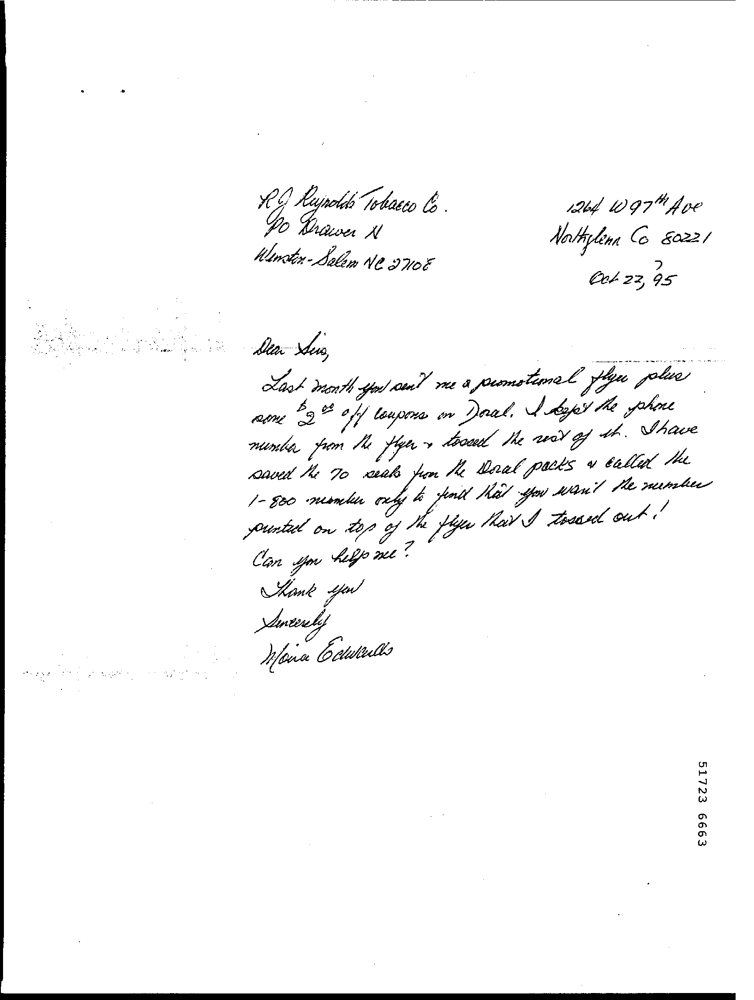 RJ Reynolds Tobacco Co.
PO Drawer N
Winston-Salem NC 27102
1264 W 97TH Ave
Northglenn Co 80221
Oct 23, 95
Dear Sirs,
Last month you sent me a promotional flyer plus
some $2.00 off coupons on Doral. I kept the phone
number from the flyer & tossed the rest of it. I have
saved the 70 seals from the Doral packs & called the
1-800 number only to find that you want the number
printed on top of the flyer that I tossed out!
Can you help me?
Thank you
Sincerely
Edwards
51723 6663